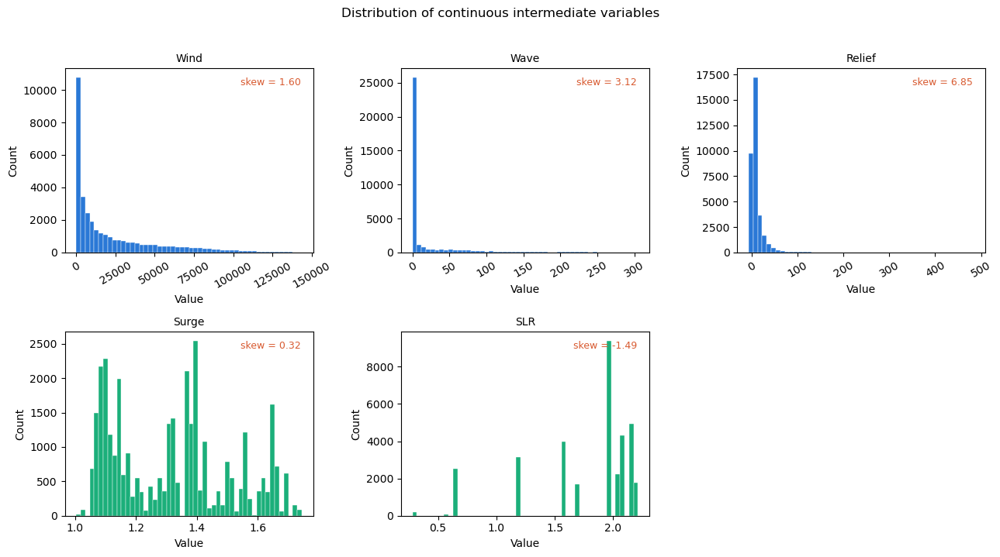 Distribution of continuous intermediate variables
Wind
skew = 1.60
Count
10000
8000
6000
4000
2000
0
0
25000
50000
75000
100000
125000
150000
Value
Wave
skew = 3.12
Count
25000
20000
15000
10000
5000
0
0
50
100
150
200
250
300
Value
Relief
skew = 6.85
Count
17500
15000
12500
10000
7500
5000
2500
0
0
100
200
300
400
500
Value
Surge
skew = 0.32
Count
2500
2000
1500
1000
500
0
1.0
1.2
1.4
1.6
Value
SLR
skew = -1.49
Count
8000
6000
4000
2000
0
0.5
1.0
1.5
2.0
Value